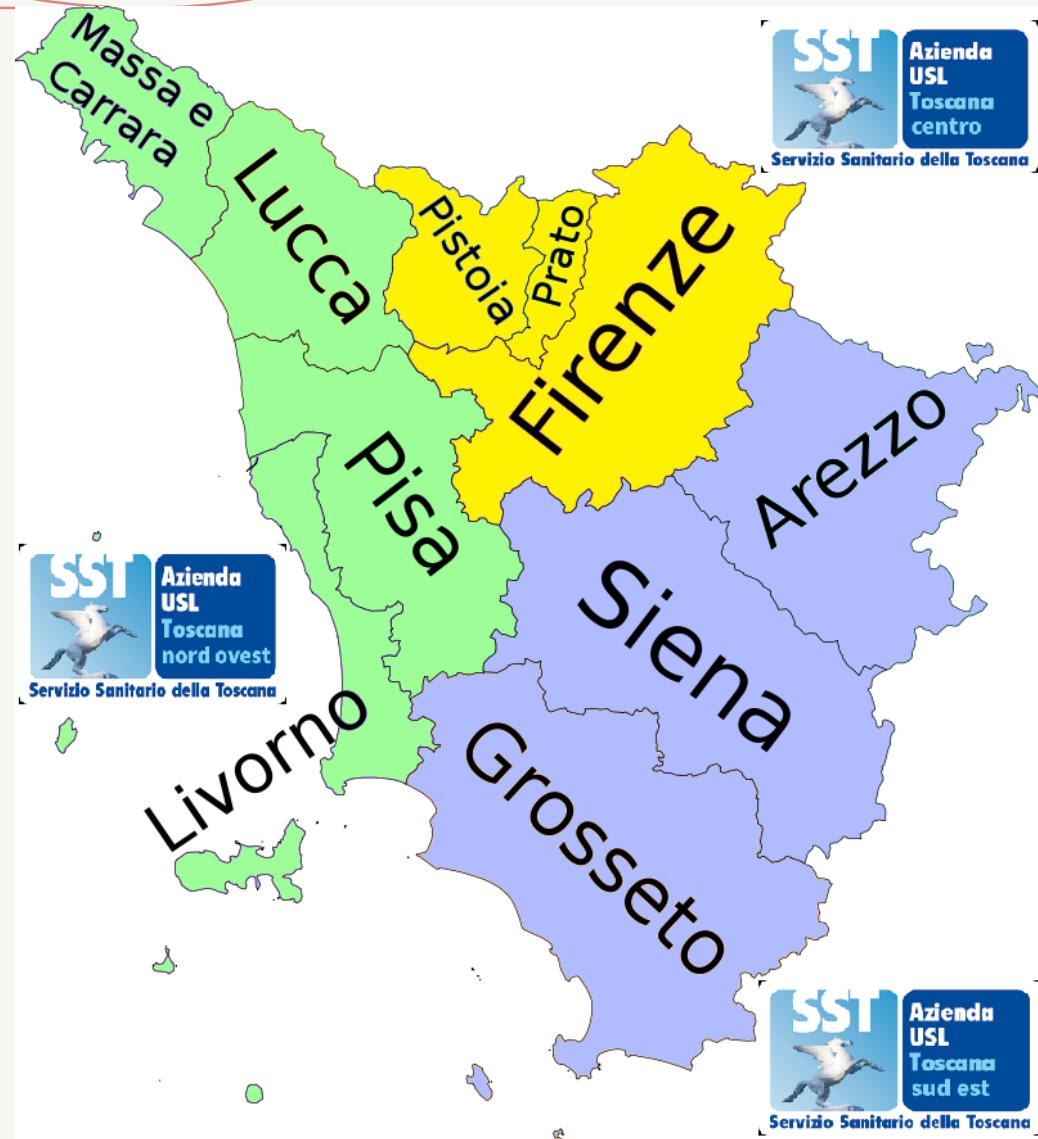 Massa e
Carrara
Lucca
Pistoia
Prato
Firenze
SST
Azienda
USL
Toscana
centro
Servizio Sanitario della Toscana
Arezzo
Pisa
Siena
SST
Azienda
USL
Toscana
nord ovest
Servizio Sanitario della Toscana
Livorno
Grosseto
SST
Azienda
USL
Toscana
sud est
Servizio Sanitario della Toscana